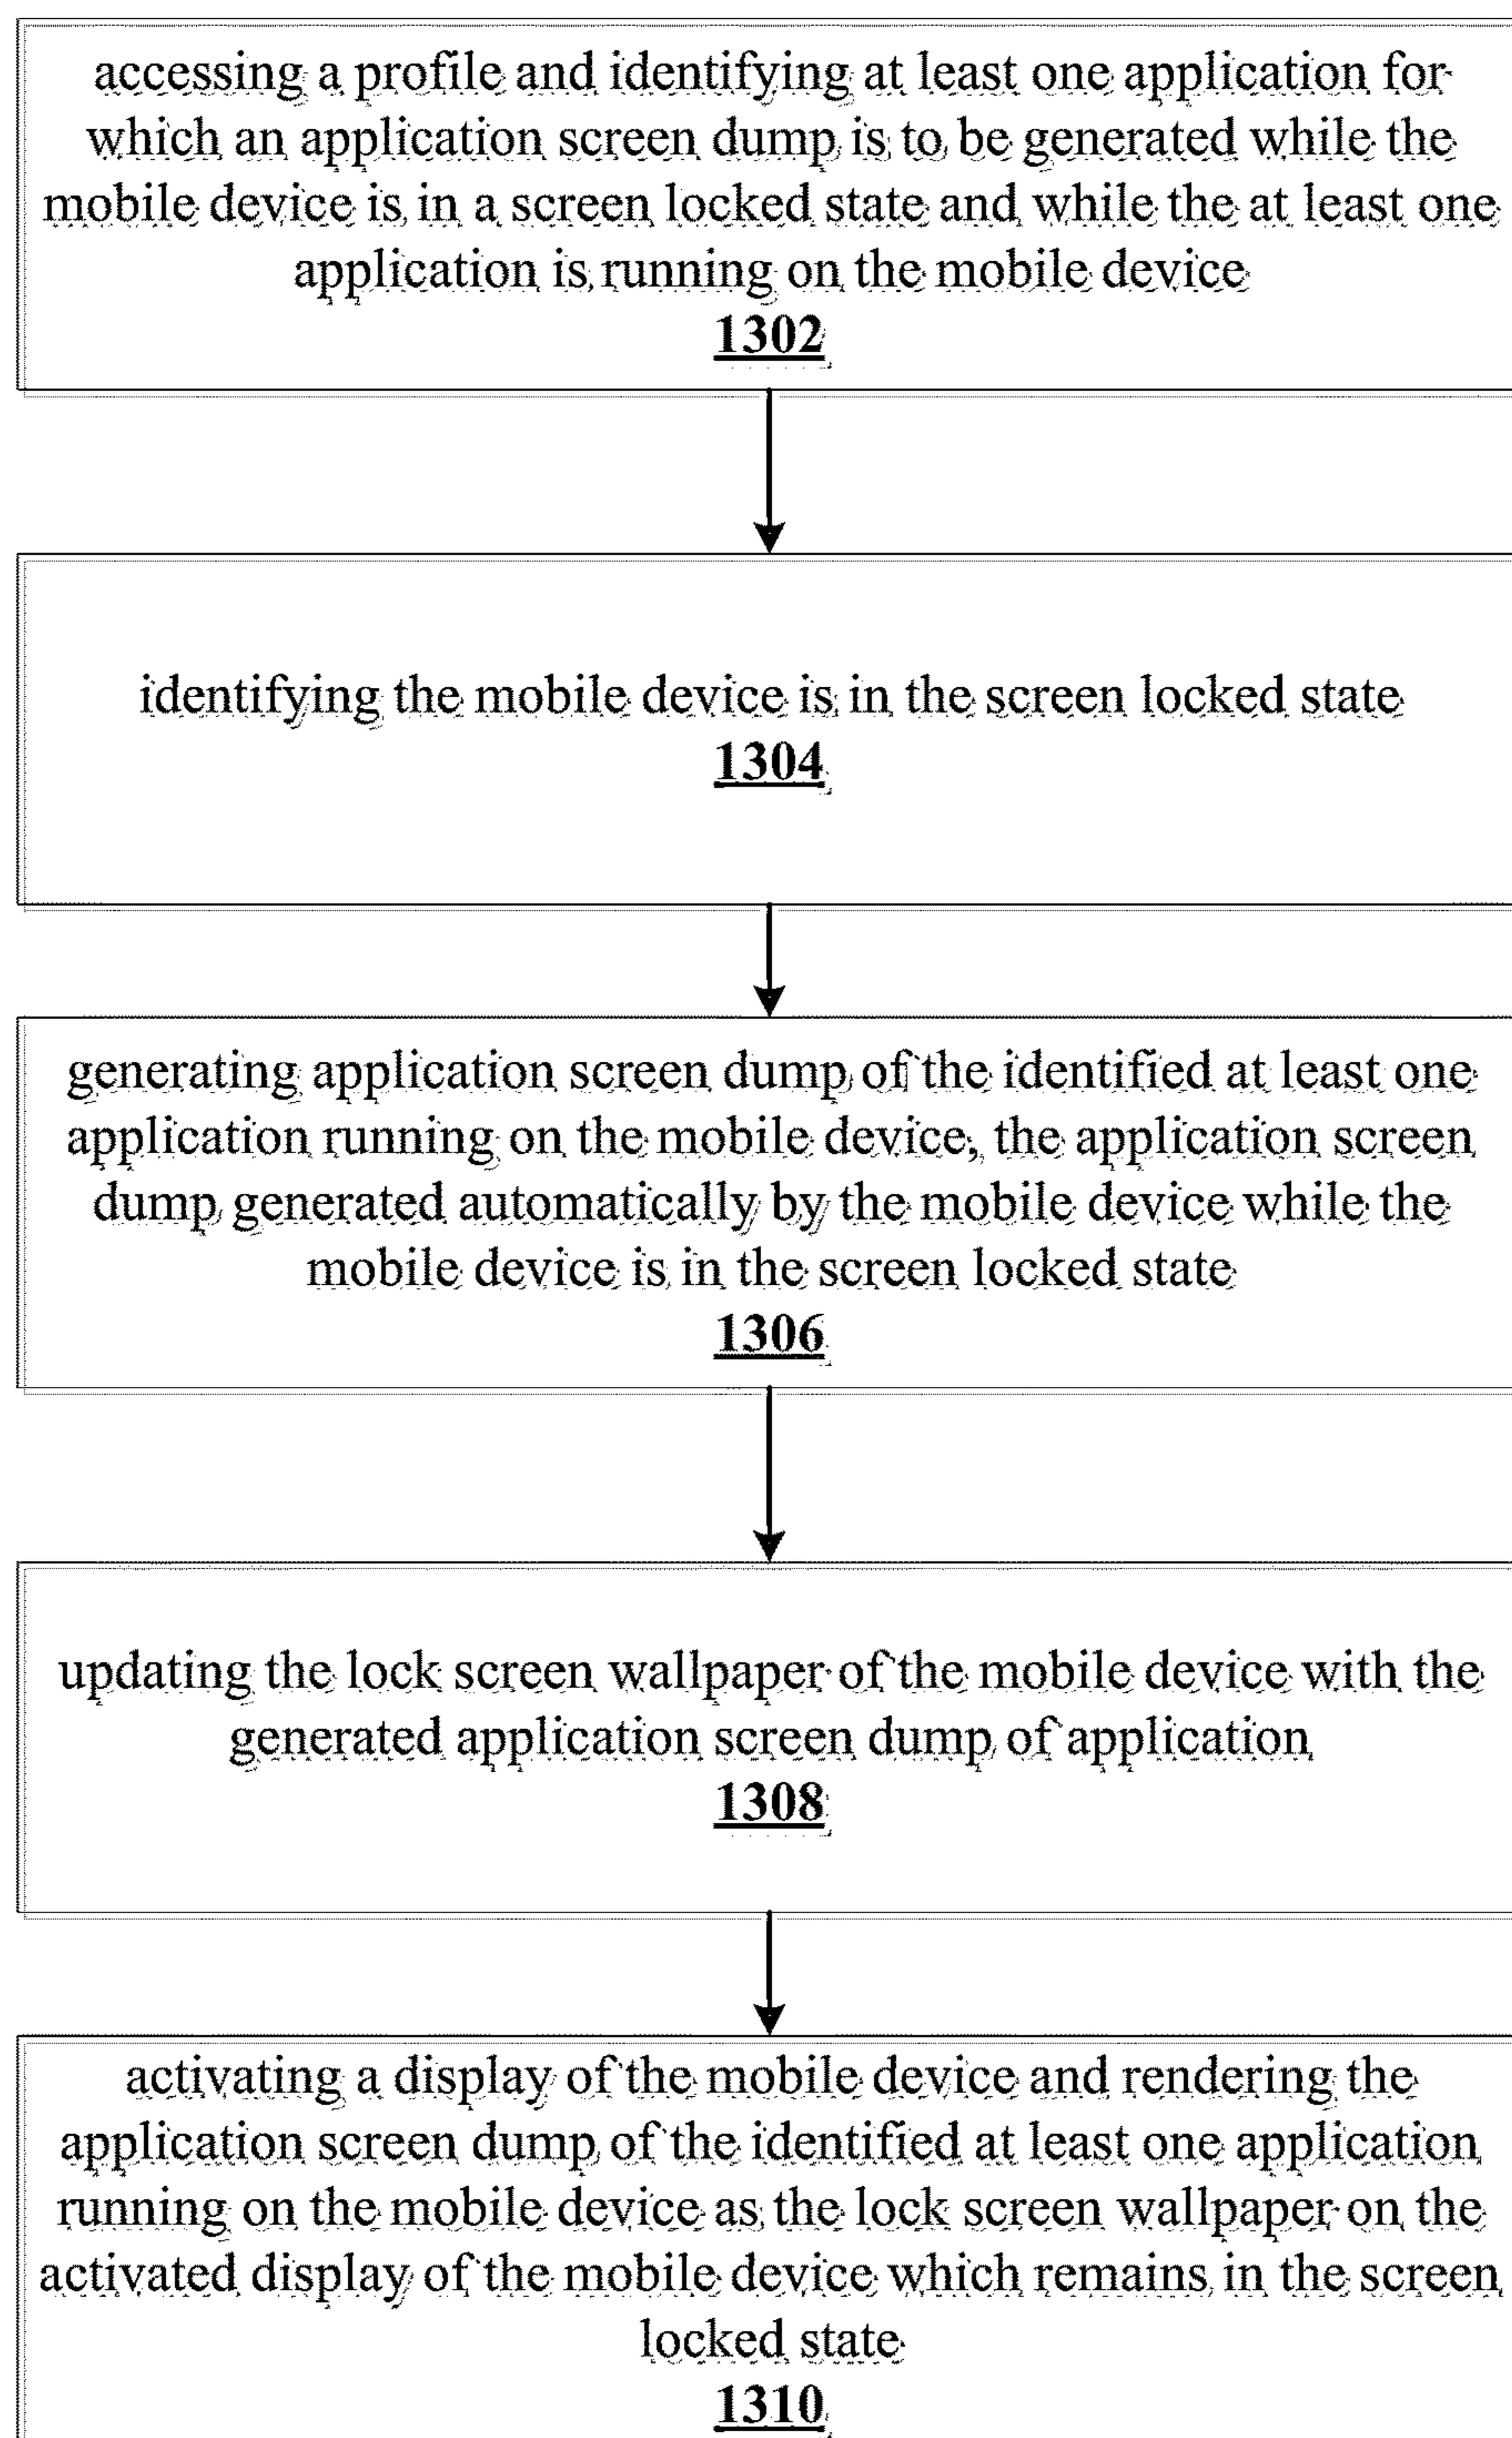 accessing a profile and identifying at least one application for
which an application screen dump is to be generated while the
mobile device is in a screen locked state and while the at least one
application is running on the mobile device
1302
identifying the mobile device is in the screen locked state
1304
generating application screen dump of the identified at least one
application running on the mobile device, the application screen
dump generated automatically by the mobile device while the
mobile device is in the screen locked state
1306
updating the lock screen wallpaper of the mobile device with the
generated application screen dump of application
1308
activating a display of the mobile device and rendering the
application screen dump of the identified at least one application
running on the mobile device as the lock screen wallpaper on the
activated display of the mobile device which remains in the screen
locked state
1310